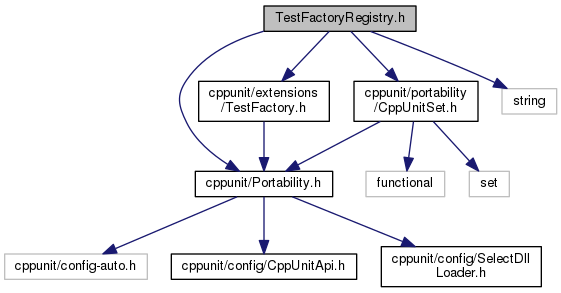 TestFactoryRegistry.h
cppunit/extensions
/TestFactory.h
cppunit/portability
/CppUnitSet.h
string
cppunit/Portability.h
functional
set
cppunit/config-auto.h
cppunit/config/CppUnitApi.h
cppunit/config/SelectDll
Loader.h